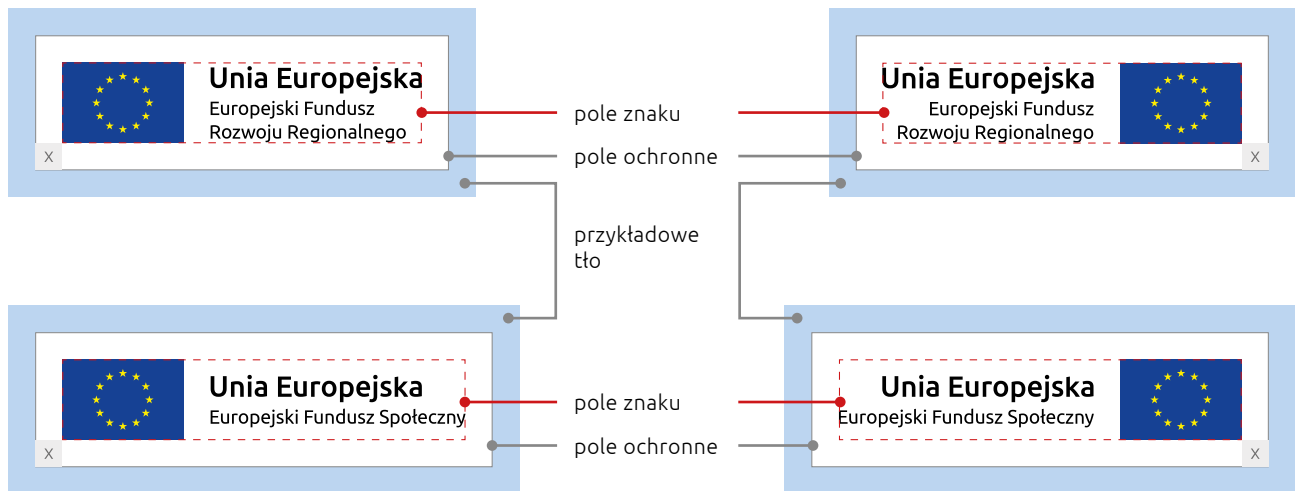 Unia Europejska
Europejski Fundusz
Rozwoju Regionalnego
X
pole znaku
pole ochronne
Unia Europejska
Europejski Fundusz
Rozwoju Regionalnego
X
przykładowe
tło
Unia Europejska
Europejski Fundusz Społeczny
X
pole znaku
pole ochronne
Unia Europejska
Europejski Fundusz Społeczny
X